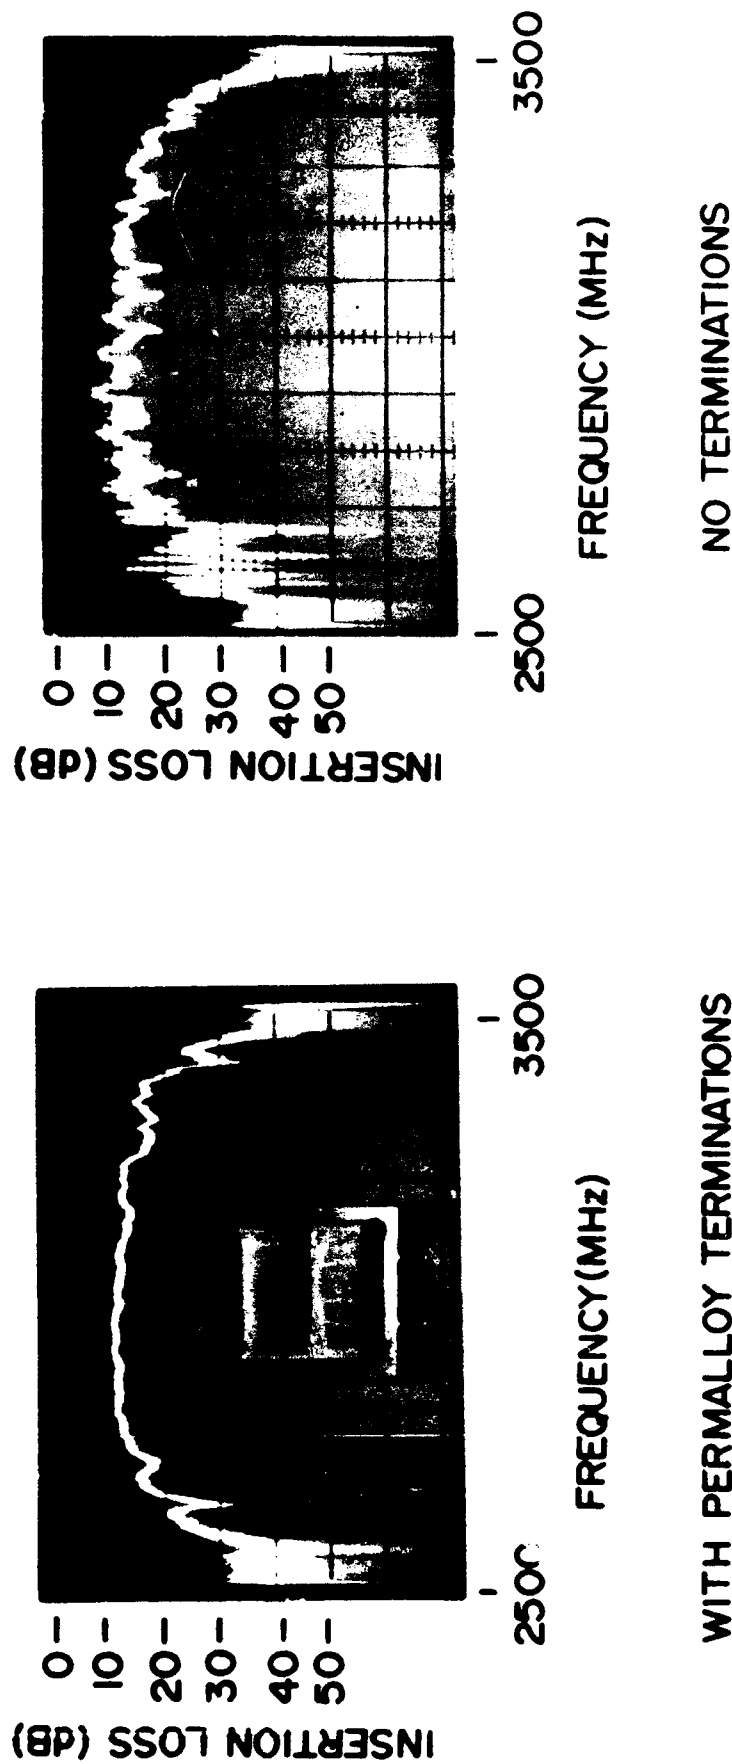 INSERTION LOSS (dB)
0-
10-
20-
30-
40-
50-
2500
3500
FREQUENCY (MHz)
WITH PERMALLOY TERMINATIONS
INSERTION LOSS (dB)
0-
10-
20-
30-
40-
50-
2500
3500
FREQUENCY (MHz)
NO TERMINATIONS